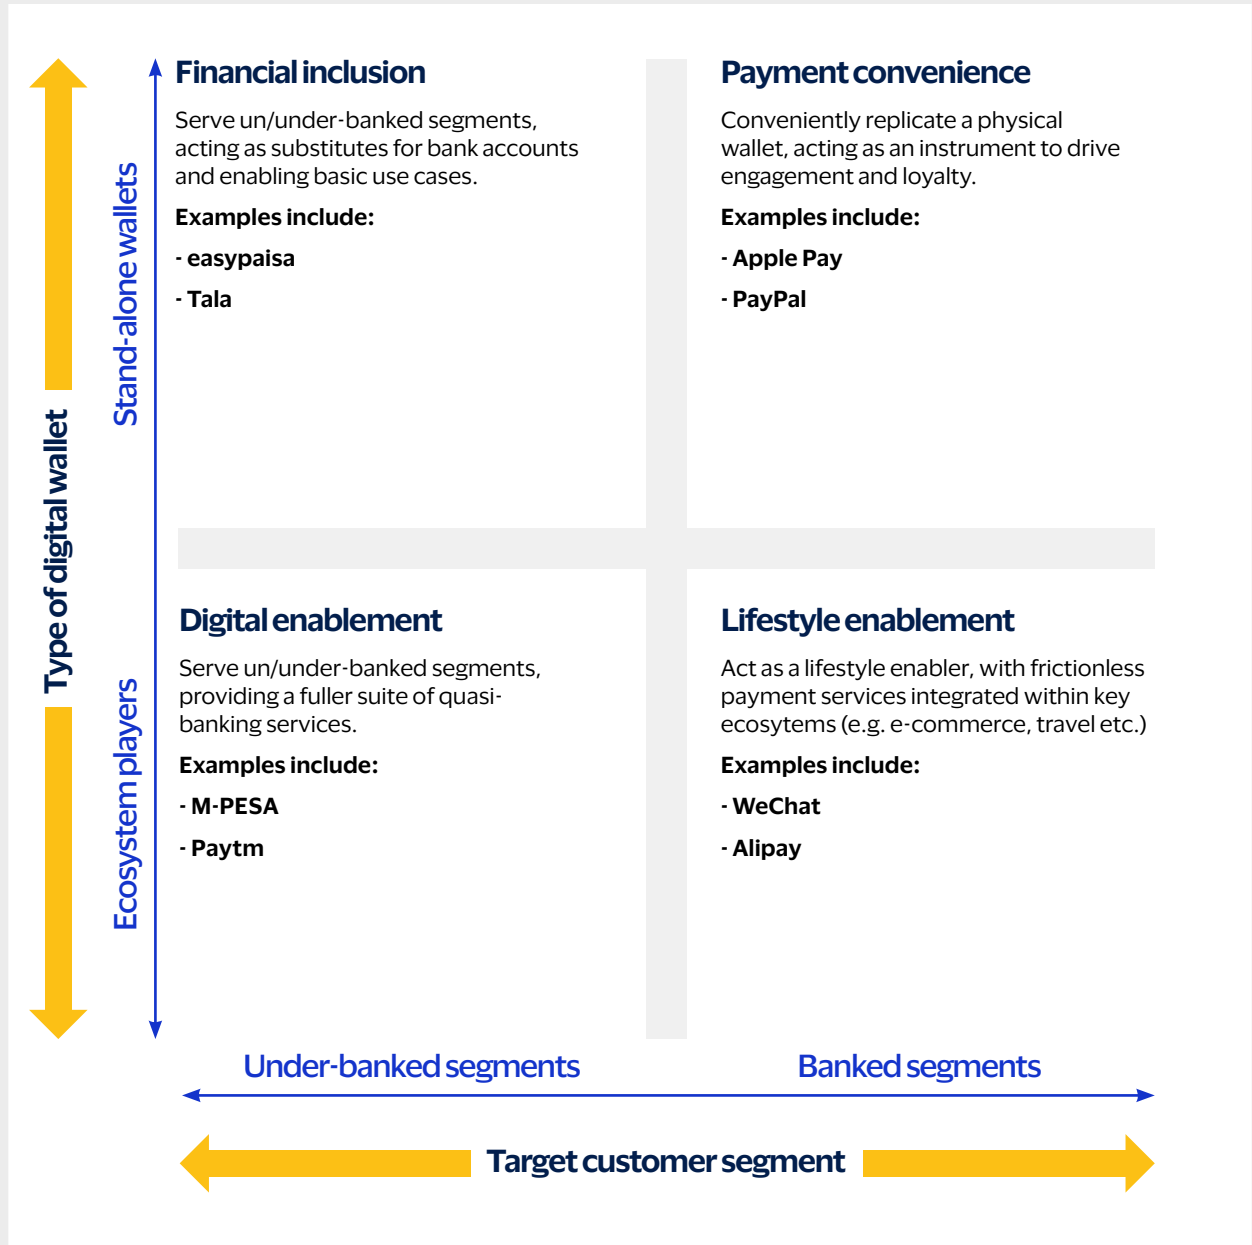 Financial inclusion
Serve un/under-banked segments,
acting as substitutes for bank accounts
and enabling basic use cases.
Examples include:
- easypaisa
- Tala
Payment convenience
Conveniently replicate a physical
wallet, acting as an instrument to drive
engagement and loyalty.
Examples include:
- Apple Pay
- PayPal
Stand-alone wallets
Type of digital wallet
Ecosystem players
Digital enablement
Serve un/under-banked segments,
providing a fuller suite of quasi-
banking services.
Examples include:
- M-PESA
- Paytm
Lifestyle enablement
Act as a lifestyle enabler, with frictionless
payment services integrated within key
ecosytems (e.g. e-commerce, travel etc.)
Examples include:
- WeChat
- Alipay
Under-banked segments
Banked segments
Target customer segment